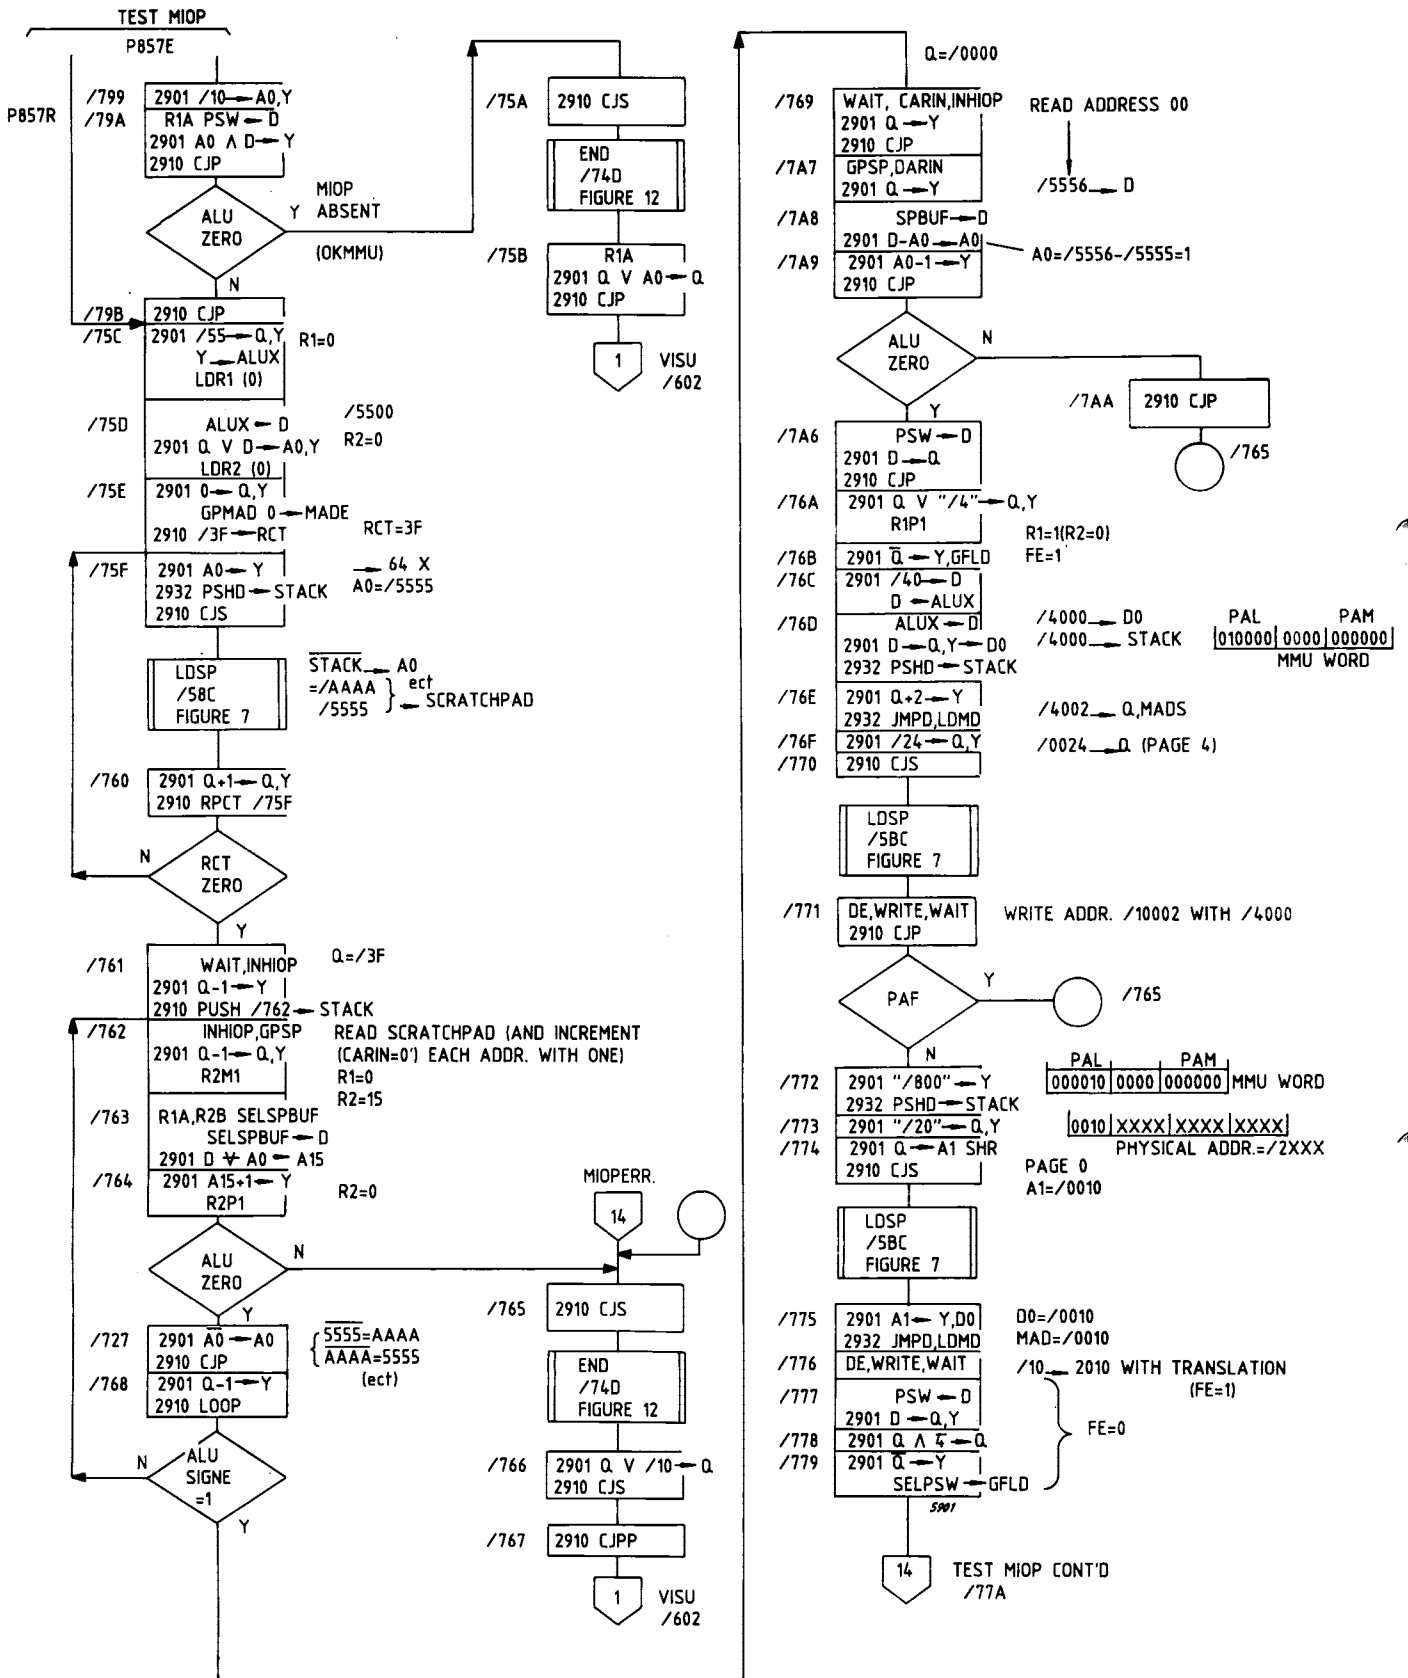 TEST MIOP
P857E
P857R
/799
2901 /10→A0,Y
/79A
R1A PSW←D
2901 A0 Λ D→Y
2910 CJP
ALU
ZERO
Y
MIOP
ABSENT
(OKMMU)
N
/79B
2910 CJP
/75C
2901 /55→Q,Y
R1=0
Y→ALUX
LDR1 (0)
/75D
ALUX←D
/5500
2901 Q V D→A0,Y
R2=0
LDR2 (0)
/75E
2901 0→Q,Y
GPMAD 0→MADE
2910 /3F→RCT
RCT=3F
/75F
2901 A0→Y
→64 X
2932 PSHD→STACK
A0=/5555
2910 CJS
LDSP
/58C
FIGURE 7
STACK→A0
=/AAAA
/5555
} ect
←SCRATCHPAD
/760
2901 Q+1→Q,Y
2910 RPCT /75F
N
RCT
ZERO
Y
/761
WAIT,INHIOP
Q=/3F
2901 Q-1→Y
2910 PUSH /762→STACK
/762
INHIOP,GPSP
READ SCRATCHPAD (AND INCREMENT
2901 Q-1→Q,Y
(CARIN=0') EACH ADDR. WITH ONE)
R2M1
R1=0
R2=15
/763
R1A,R2B SELSPBUF
SELSPBUF←D
2901 D ⊻ A0←A15
/764
2901 A15+1←Y
R2P1
R2=0
ALU
ZERO
N
Y
/727
2901 A̅0̅→A0
{5̅5̅5̅5̅=AAAA
2910 CJP
{A̅A̅A̅A̅=5555
(ect)
/768
2901 Q-1→Y
2910 LOOP
N
ALU
SIGNE
=1
Y
/75A
2910 CJS
END
/74D
FIGURE 12
/75B
R1A
2901 Q V A0→Q
2910 CJP
1
VISU
/602
MIOPERR.
14
/765
2910 CJS
END
/74D
FIGURE 12
/766
2901 Q V /10→Q
2910 CJS
/767
2910 CJPP
1
VISU
/602
Q=/0000
/769
WAIT, CARIN,INHIOP
READ ADDRESS 00
2901 Q→Y
2910 CJP
/7A7
GPSP,DARIN
/5556→D
2901 Q→Y
/7A8
SPBUF←D
2901 D-A0→A0
A0=/5556-/5555=1
/7A9
2901 A0-1→Y
2910 CJP
ALU
ZERO
N
/7AA
2910 CJP
/765
Y
/7A6
PSW→D
2901 D→Q
2910 CJP
/76A
2901 Q V "/4"→Q,Y
R1P1
R1=1(R2=0)
/76B
2901 Q̅→Y,GFLD
FE=1
/76C
2901 /40→D
D←ALUX
/76D
ALUX←D
/4000→D0
2901 D→Q,Y→D0
/4000→STACK
2932 PSHD→STACK
PAL PAM
010000 0000 000000
MMU WORD
/76E
2901 Q+2→Y
/4002→Q,MADS
2932 JMPD,LDMD
/76F
2901 /24→Q,Y
/0024→Q (PAGE 4)
/770
2910 CJS
LDSP
/5BC
FIGURE 7
/771
DE,WRITE,WAIT
WRITE ADDR. /10002 WITH /4000
2910 CJP
PAF
Y
/765
N
PAL PAM
/772
2901 "/800"→Y
000010 0000 000000 MMU WORD
2932 PSHD→STACK
/773
2901 "/20"→Q,Y
0010 XXXX XXXX XXXX
/774
2901 Q→A1 SHR
PHYSICAL ADDR.=/2XXX
2910 CJS
PAGE 0
A1=/0010
LDSP
/5BC
FIGURE 7
/775
2901 A1←Y,D0
D0=/0010
2932 JMPD,LDMD
MAD=/0010
/776
DE,WRITE,WAIT
/10→2010 WITH TRANSLATION
(FE=1)
/777
PSW←D
2901 D→Q,Y
FE=0
/778
2901 Q Λ 4̅→Q
/779
2901 Q̅→Y
SELPSW→GFLD
5901
14
TEST MIOP CONT'D
/77A